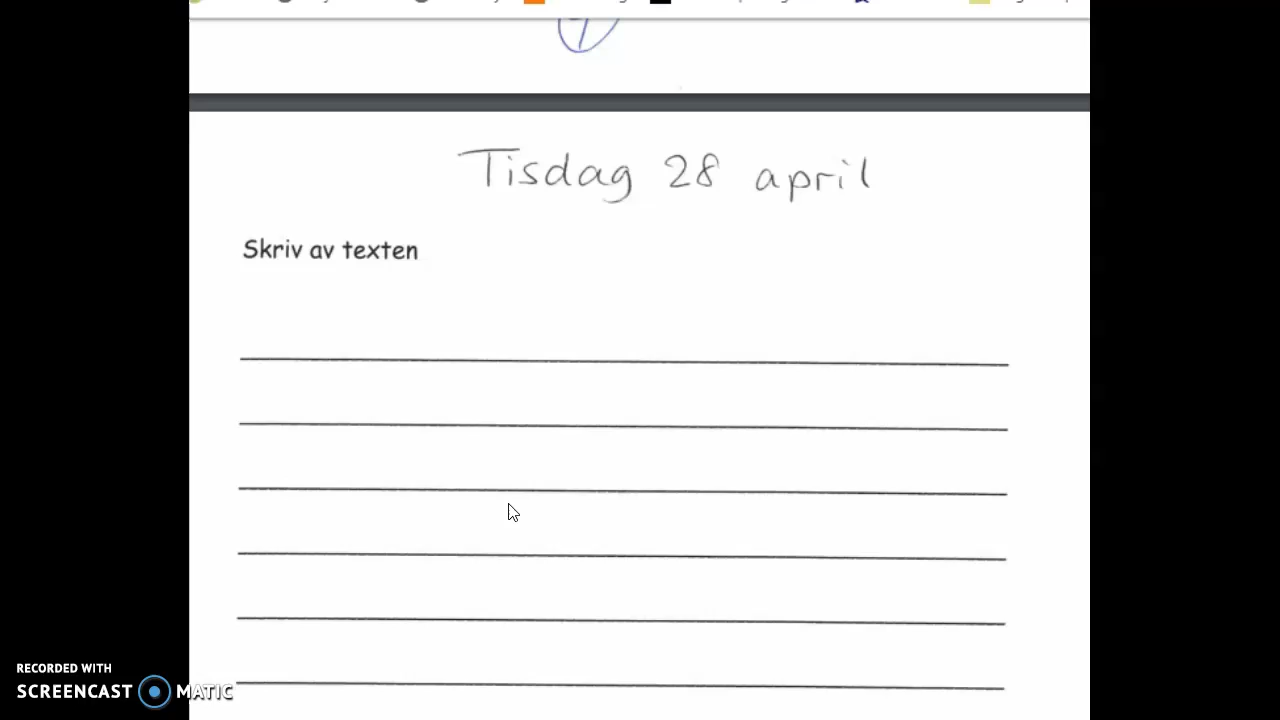 Tisdag 28 april
Skriv av texten
RECORDED WITH
SCREENCAST MATIC